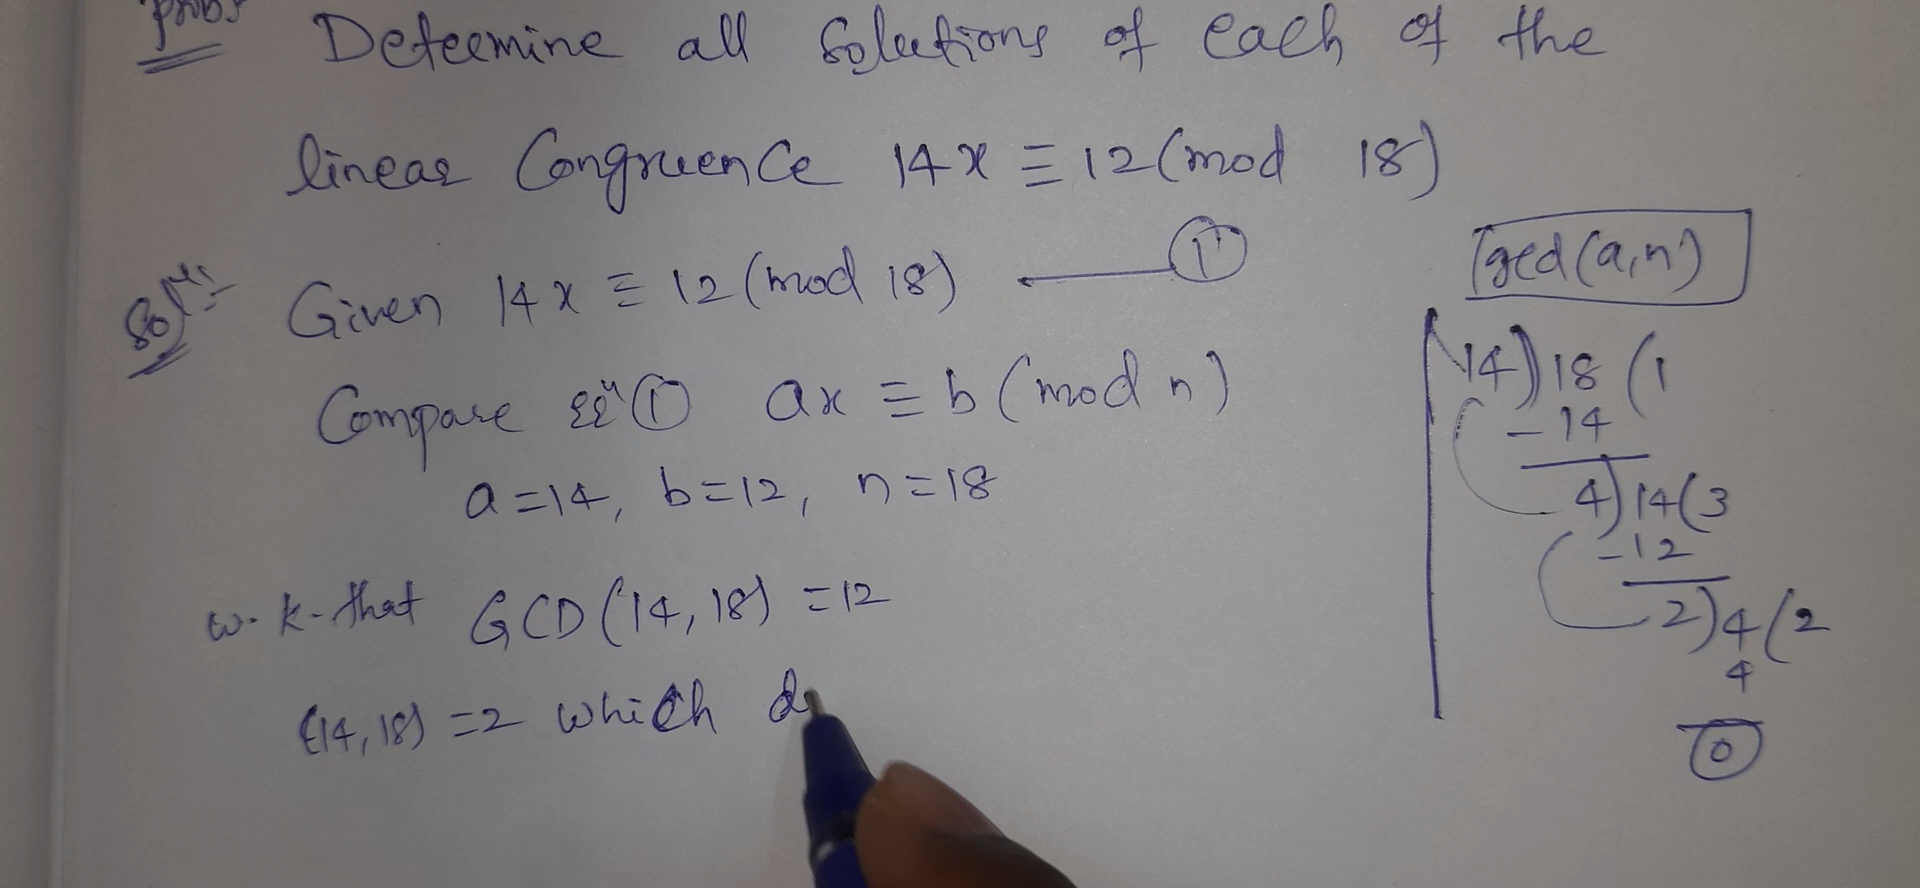 Probs
Determine all Solutions of each of the
linear Congruence 14x ≡ 12 (mod 18)
Sol:- Given 14x ≡ 12 (mod 18) — ①
Compare ① ax ≡ b (mod n)
a=14, b=12, n=18
w.k.that GCD(14,18) =12
(14,18) =2 which d
gcd(a,n)
14)18(1
-14
4)14(3
-12
2)4(2
4
0